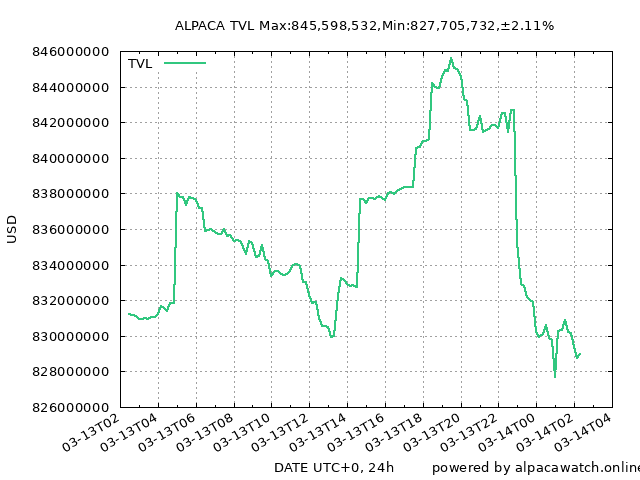 ALPACA TVL Max:845,598,532,Min:827,705,732,±2.11%
846000000
844000000
842000000
840000000
838000000
836000000
834000000
832000000
830000000
828000000
826000000
USD
TVL
03-13T02
03-13T04
03-13T06
03-13T08
03-13T10
03-13T12
03-13T14
03-13T16
03-13T18
03-13T20
03-13T22
03-14T00
03-14T02
03-14T04
DATE UTC+0, 24h
powered by alpacawatch.online